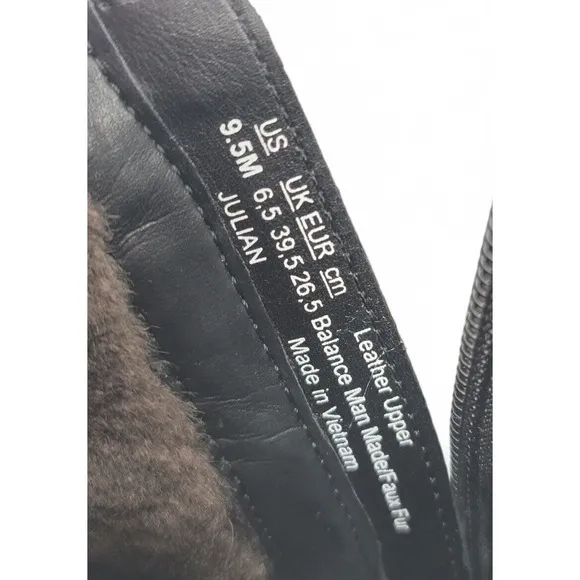 US UK EUR cm Leather Upper
9.5M 6,5 39,5 26,5 Balance Man Made/Faux Fur
JULIAN Made in Vietnam